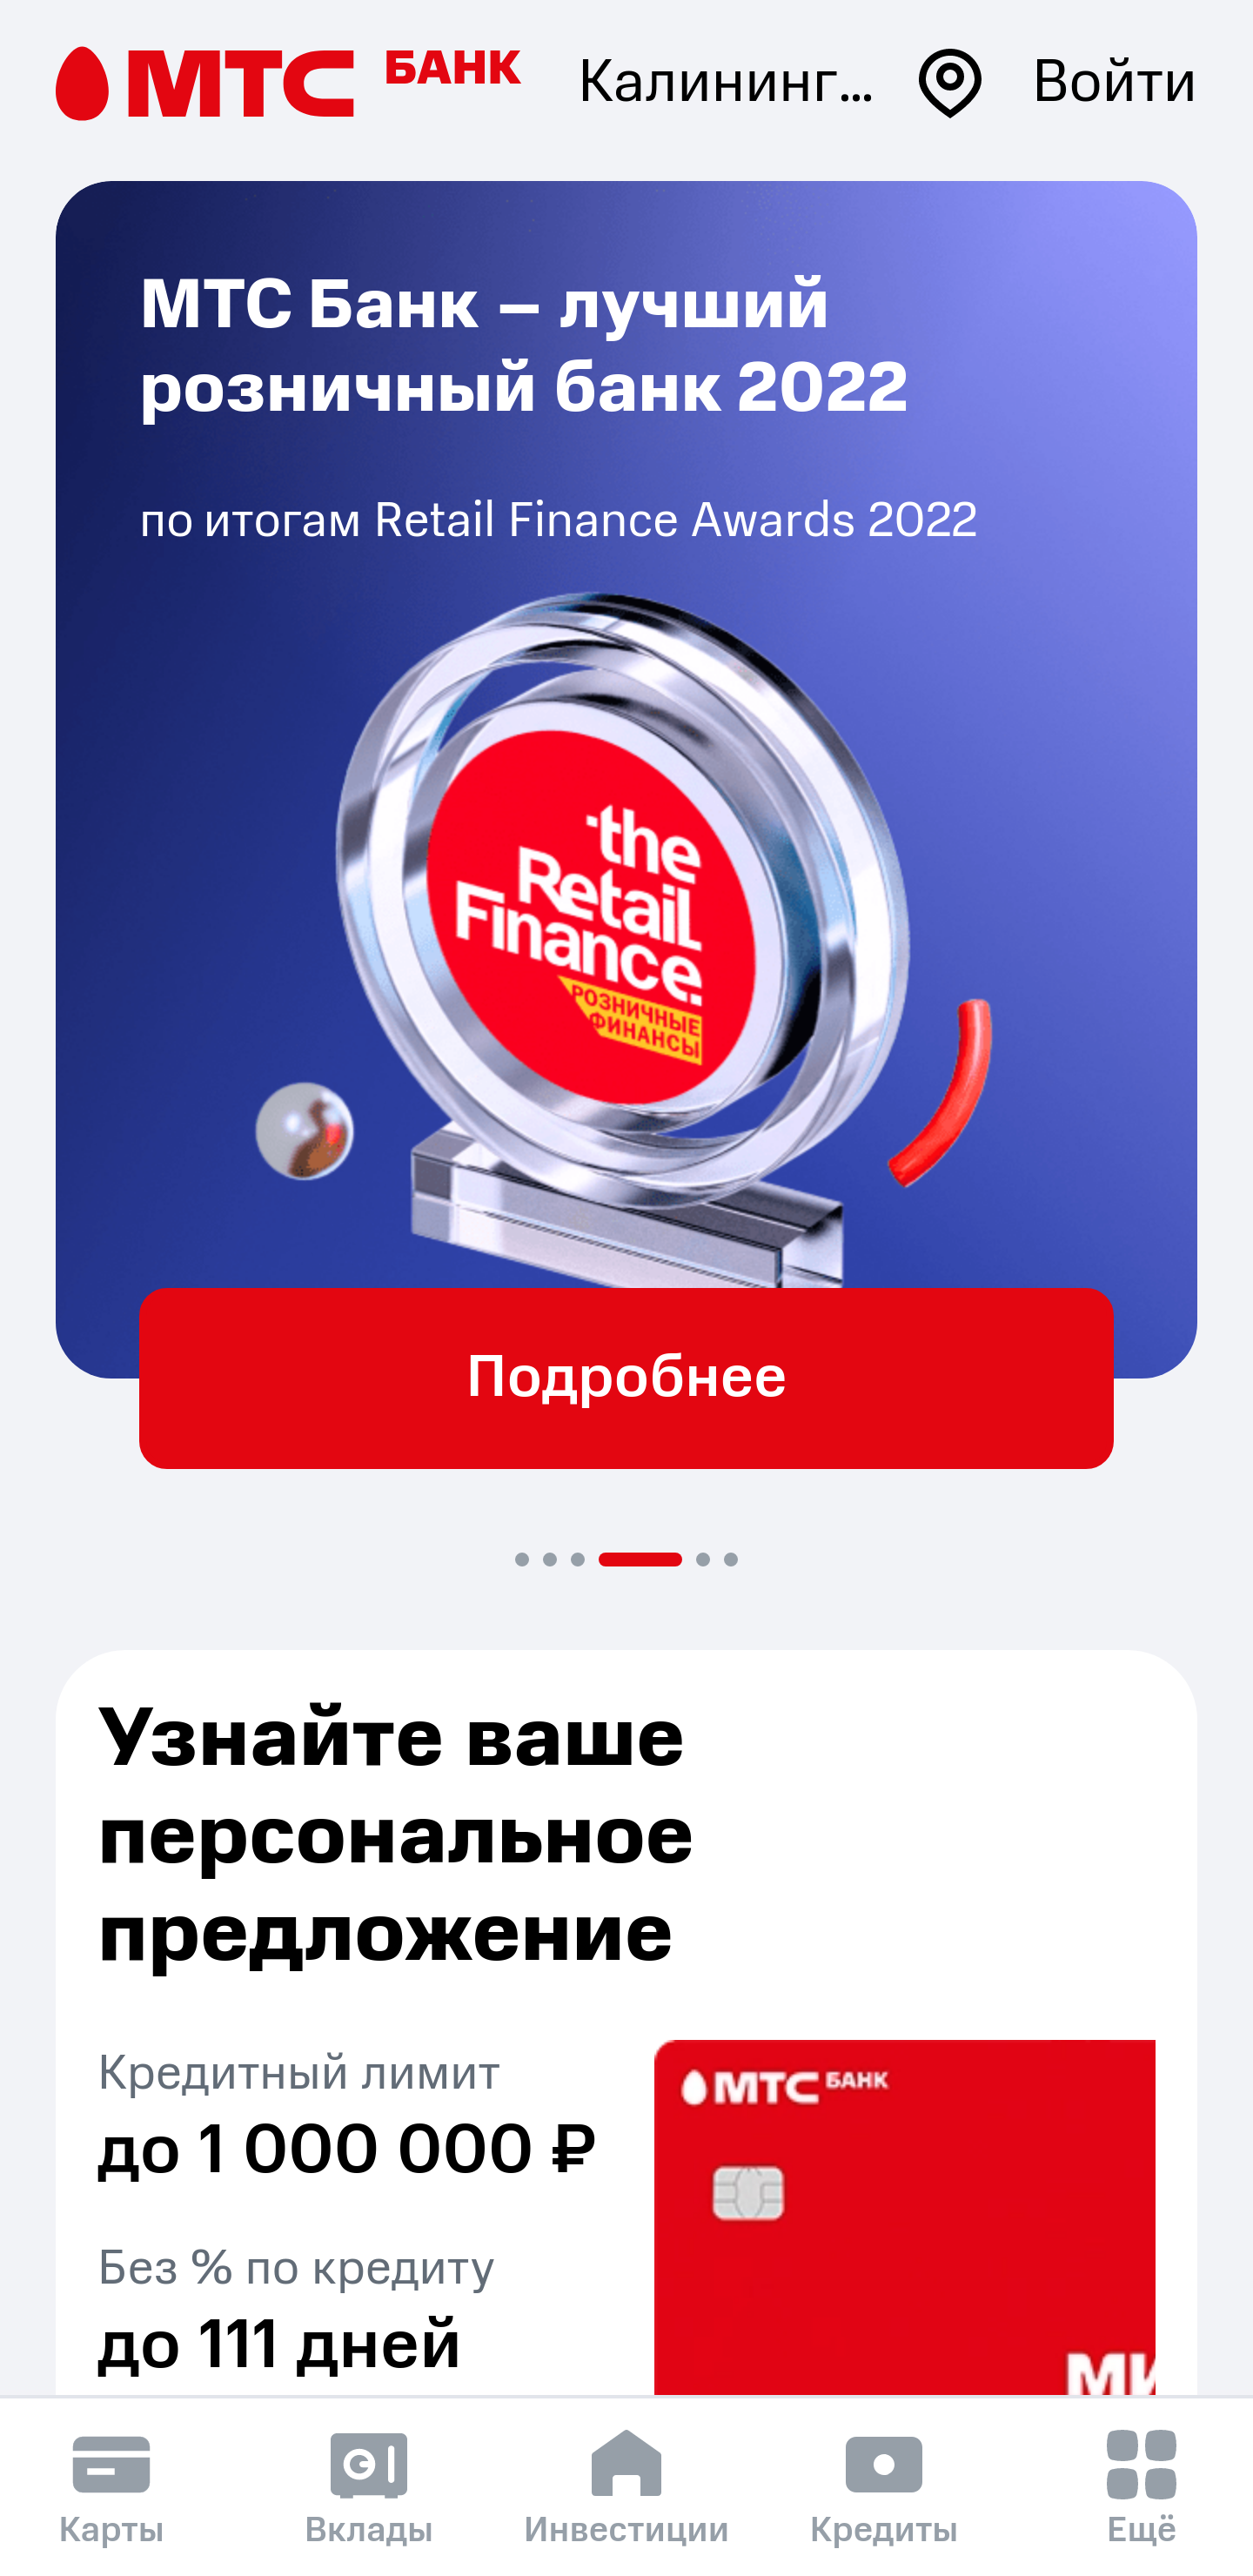 МТС БАНК
Калининг...
Войти
МТС Банк – лучший
розничный банк 2022
по итогам Retail Finance Awards 2022
the
Retail
Finance.
РОЗНИЧНЫЕ
ФИНАНСЫ
Подробнее
Узнайте ваше
персональное
предложение
Кредитный лимит
до 1 000 000 ₽
Без % по кредиту
до 111 дней
МТС БАНК
Карты
Вклады
Инвестиции
Кредиты
Ещё